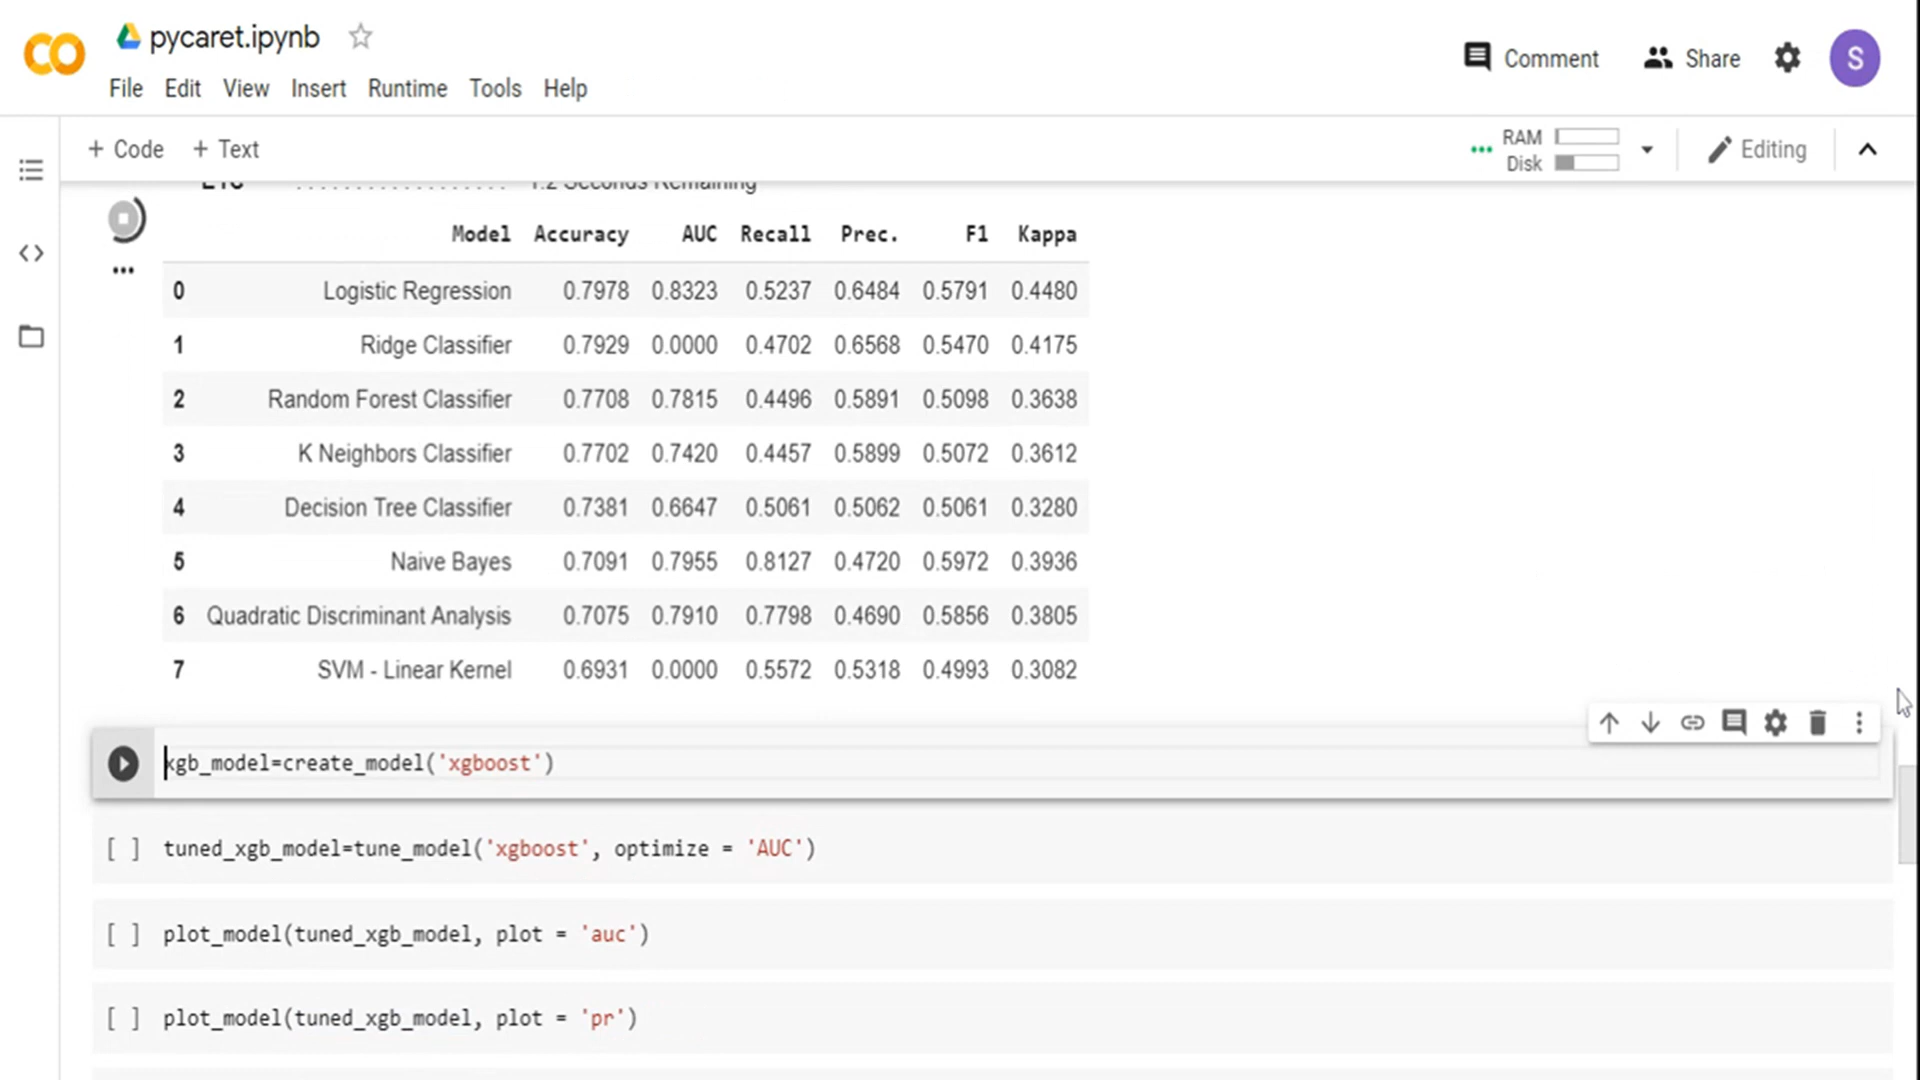 pycaret.ipynb
Comment
Share
S
File Edit View Insert Runtime Tools Help
+ Code + Text
RAM
Disk
Editing
ETC . . . . . . . . . . . . . . . . . . 1.2 Seconds Remaining
Model Accuracy AUC Recall Prec. F1 Kappa
0 Logistic Regression 0.7978 0.8323 0.5237 0.6484 0.5791 0.4480
1 Ridge Classifier 0.7929 0.0000 0.4702 0.6568 0.5470 0.4175
2 Random Forest Classifier 0.7708 0.7815 0.4496 0.5891 0.5098 0.3638
3 K Neighbors Classifier 0.7702 0.7420 0.4457 0.5899 0.5072 0.3612
4 Decision Tree Classifier 0.7381 0.6647 0.5061 0.5062 0.5061 0.3280
5 Naive Bayes 0.7091 0.7955 0.8127 0.4720 0.5972 0.3936
6 Quadratic Discriminant Analysis 0.7075 0.7910 0.7798 0.4690 0.5856 0.3805
7 SVM - Linear Kernel 0.6931 0.0000 0.5572 0.5318 0.4993 0.3082
xgb_model=create_model('xgboost')
[ ] tuned_xgb_model=tune_model('xgboost', optimize = 'AUC')
[ ] plot_model(tuned_xgb_model, plot = 'auc')
[ ] plot_model(tuned_xgb_model, plot = 'pr')